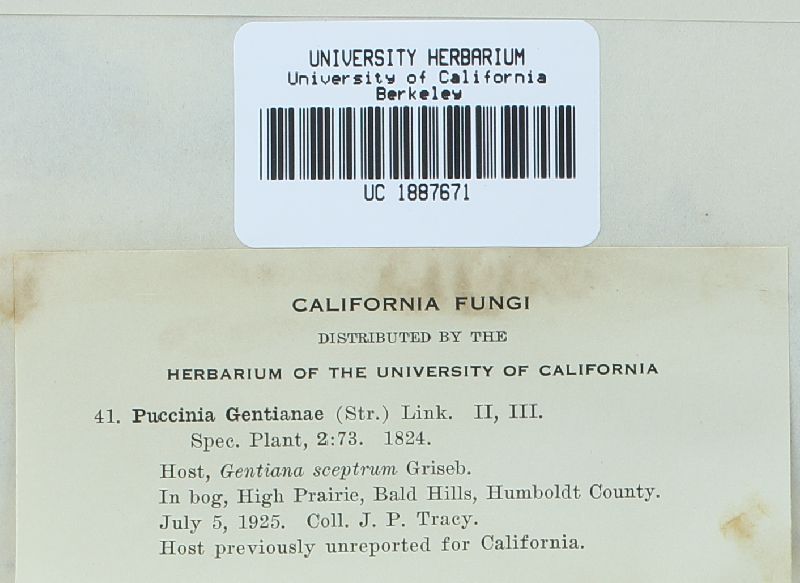 UNIVERSITY HERBARIUM
University of California
Berkeley
UC 1887671
CALIFORNIA FUNGI
DISTRIBUTED BY THE
HERBARIUM OF THE UNIVERSITY OF CALIFORNIA
41. Puccinia Gentianae (Str.) Link. II, III.
Spec. Plant, 2:73. 1824.
Host, Gentiana sceptrum Griseb.
In bog, High Prairie, Bald Hills, Humboldt County.
July 5, 1925. Coll. J. P. Tracy.
Host previously unreported for California.